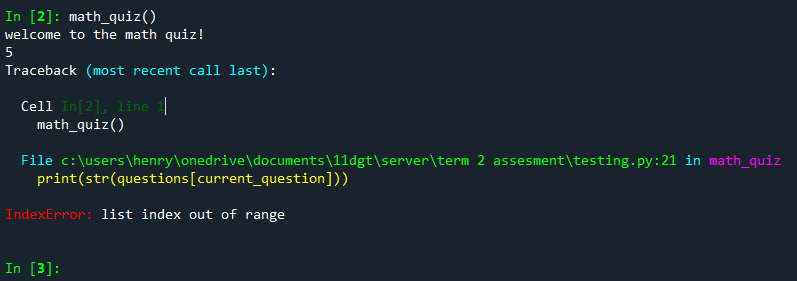 In [2]: math_quiz()
welcome to the math quiz!
5
Traceback (most recent call last):
Cell In[2], line 1
math_quiz()
File c:\users\henry\onedrive\documents\11dgt\server\term 2 assesment\testing.py:21 in math_quiz
print(str(questions[current_question]))
IndexError: list index out of range
In [3]: